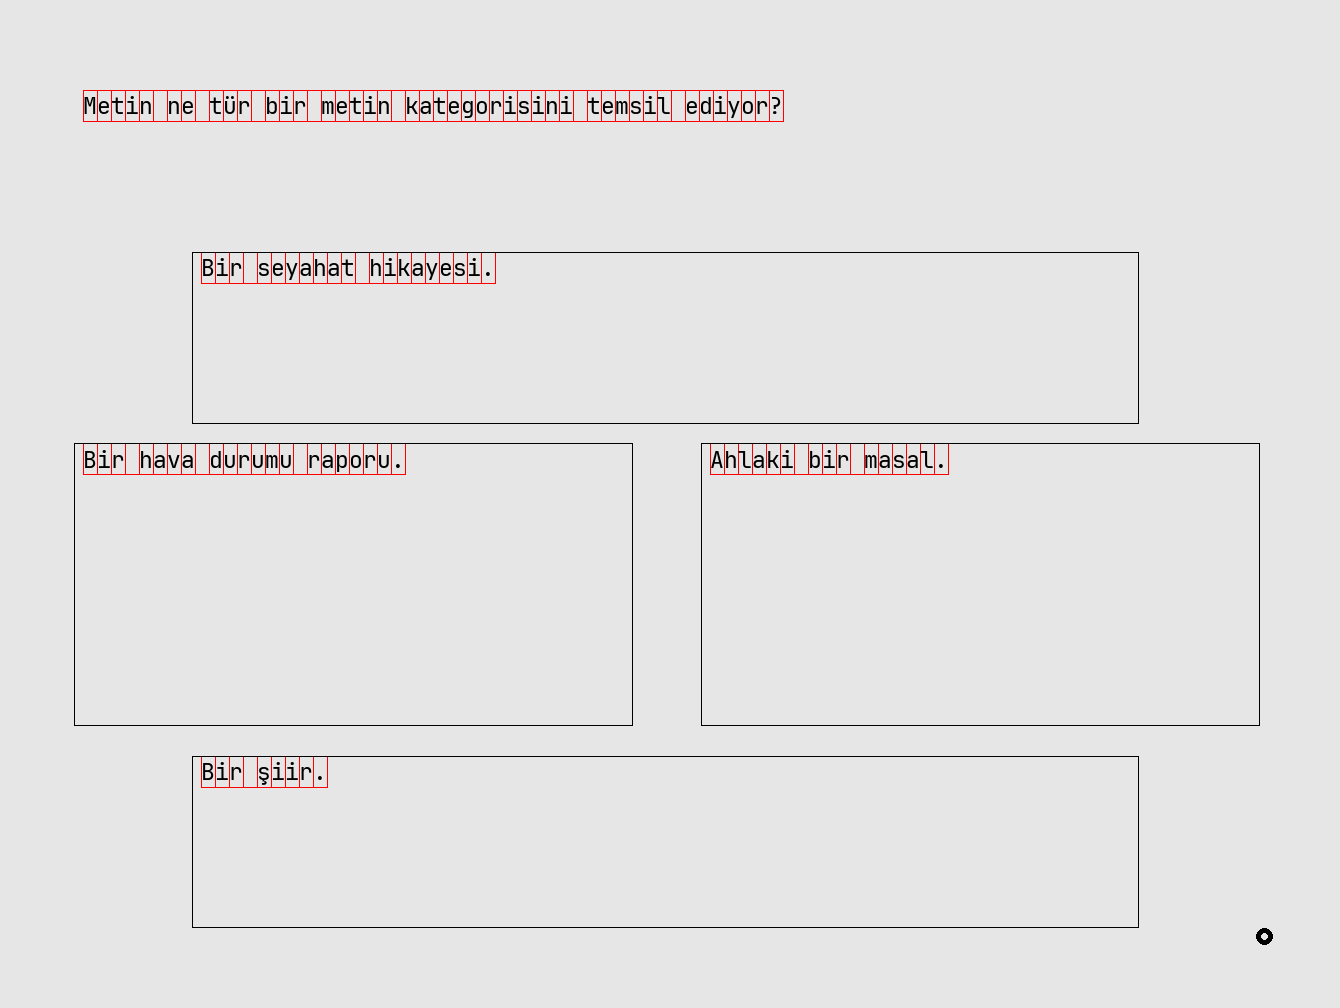 Metin ne tür bir metin kategorisini temsil ediyor?
Bir seyahat hikayesi.
Bir hava durumu raporu.
Ahlaki bir masal.
Bir şiir.